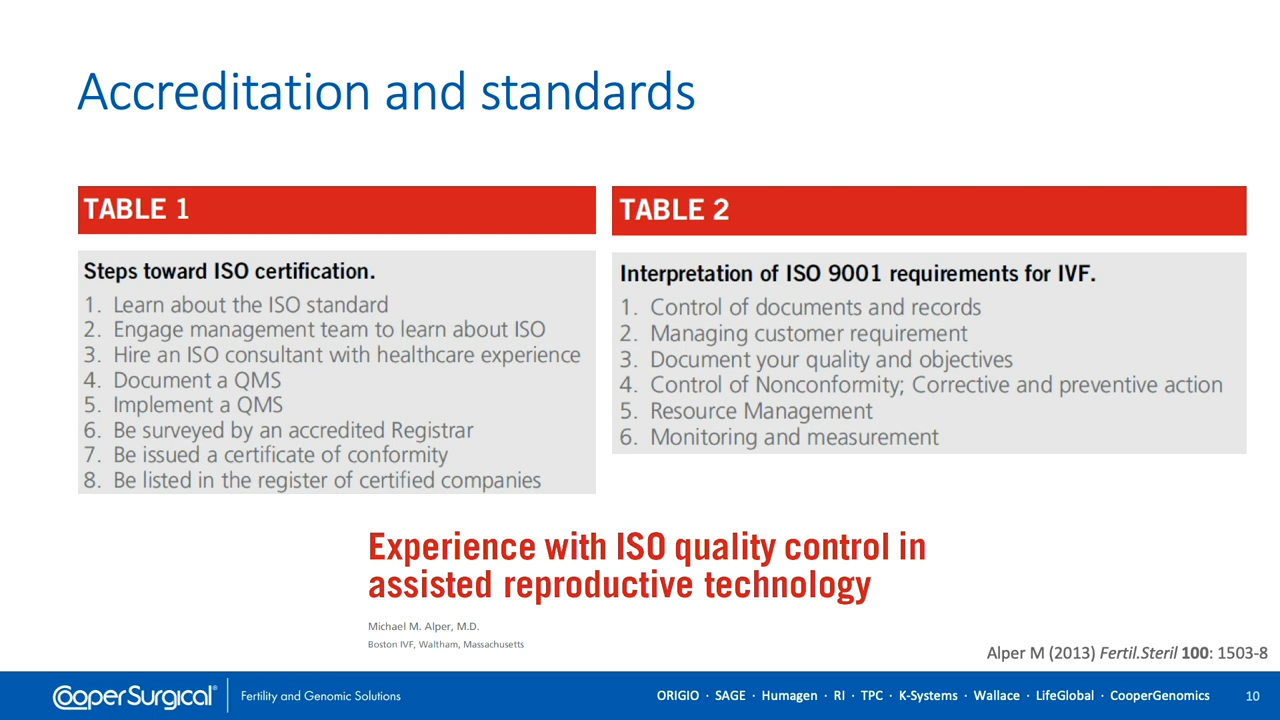 Accreditation and standards
TABLE 1
Steps toward ISO certification.
1. Learn about the ISO standard
2. Engage management team to learn about ISO
3. Hire an ISO consultant with healthcare experience
4. Document a QMS
5. Implement a QMS
6. Be surveyed by an accredited Registrar
7. Be issued a certificate of conformity
8. Be listed in the register of certified companies
TABLE 2
Interpretation of ISO 9001 requirements for IVF.
1. Control of documents and records
2. Managing customer requirement
3. Document your quality and objectives
4. Control of Nonconformity; Corrective and preventive action
5. Resource Management
6. Monitoring and measurement
Experience with ISO quality control in
assisted reproductive technology
Michael M. Alper, M.D.
Boston IVF, Waltham, Massachusetts
Alper M (2013) Fertil.Steril 100: 1503-8
CooperSurgical® Fertility and Genomic Solutions
ORIGIO · SAGE · Humagen · RI · TPC · K-Systems · Wallace · LifeGlobal · CooperGenomics
10